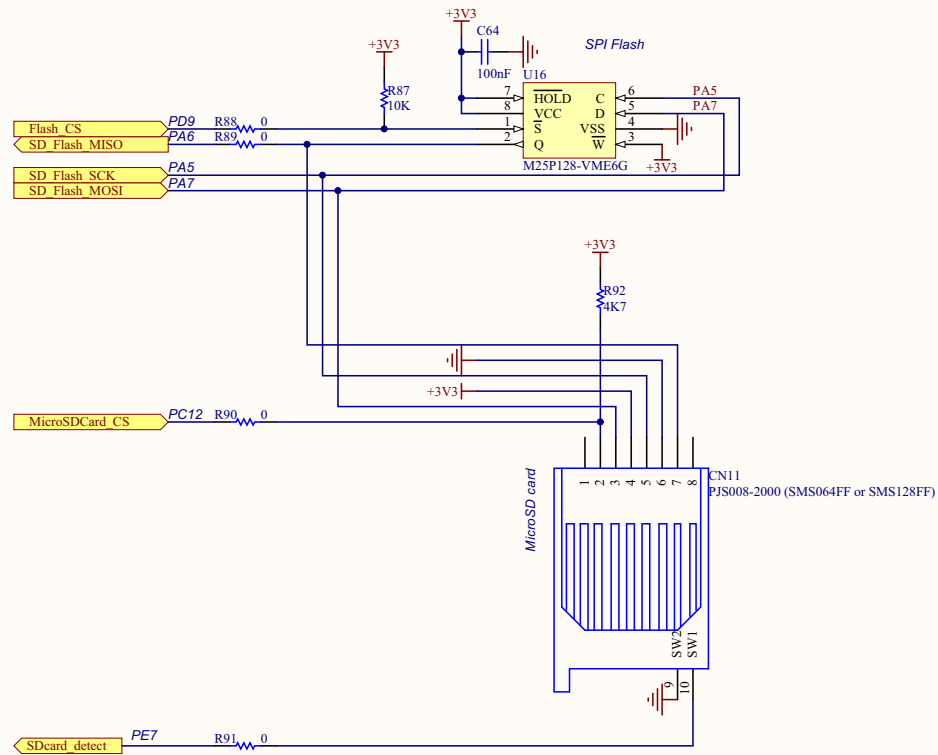 +3V3
C64
SPI Flash
+3V3
100nF
U16
R87
10K
7
HOLD
C
6
PA5
8
VCC
D
5
PA7
Flash_CS
PD9
R88
0
1
S
VSS
4
SD_Flash_MISO
PA6
R89
0
2
Q
W
3
M25P128-VME6G
+3V3
SD_Flash_SCK
PA5
SD_Flash_MOSI
PA7
+3V3
R92
4K7
+3V3
MicroSDCard_CS
PC12
R90
0
MicroSD card
1
2
3
4
5
6
7
8
CN11
PJS008-2000 (SMS064FF or SMS128FF)
SW2
SW1
9
10
SDcard_detect
PE7
R91
0